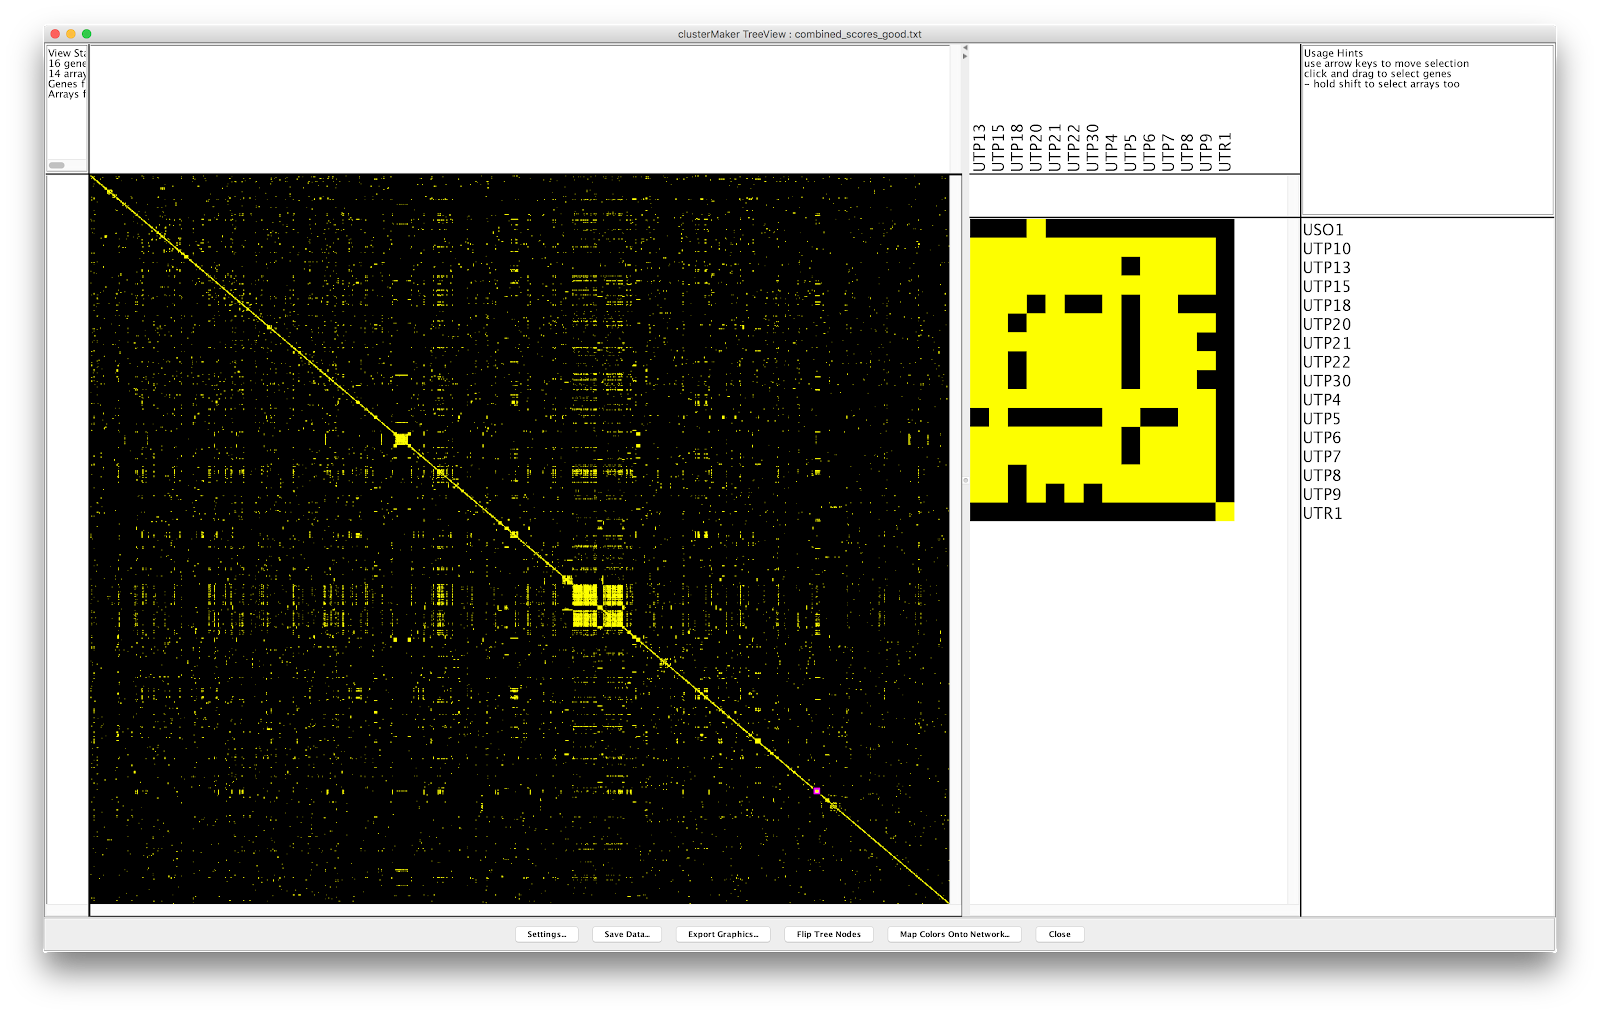 clusterMaker TreeView : combined_scores_good.txt
View Sta
16 gene
14 array
Genes f
Arrays f
UTP13
UTP15
UTP18
UTP20
UTP21
UTP22
UTP30
UTP4
UTP5
UTP6
UTP7
UTP8
UTP9
UTR1
Usage Hints
use arrow keys to move selection
click and drag to select genes
- hold shift to select arrays too
USO1
UTP10
UTP13
UTP15
UTP18
UTP20
UTP21
UTP22
UTP30
UTP4
UTP5
UTP6
UTP7
UTP8
UTP9
UTR1
Settings...
Save Data...
Export Graphics...
Flip Tree Nodes
Map Colors Onto Network...
Close